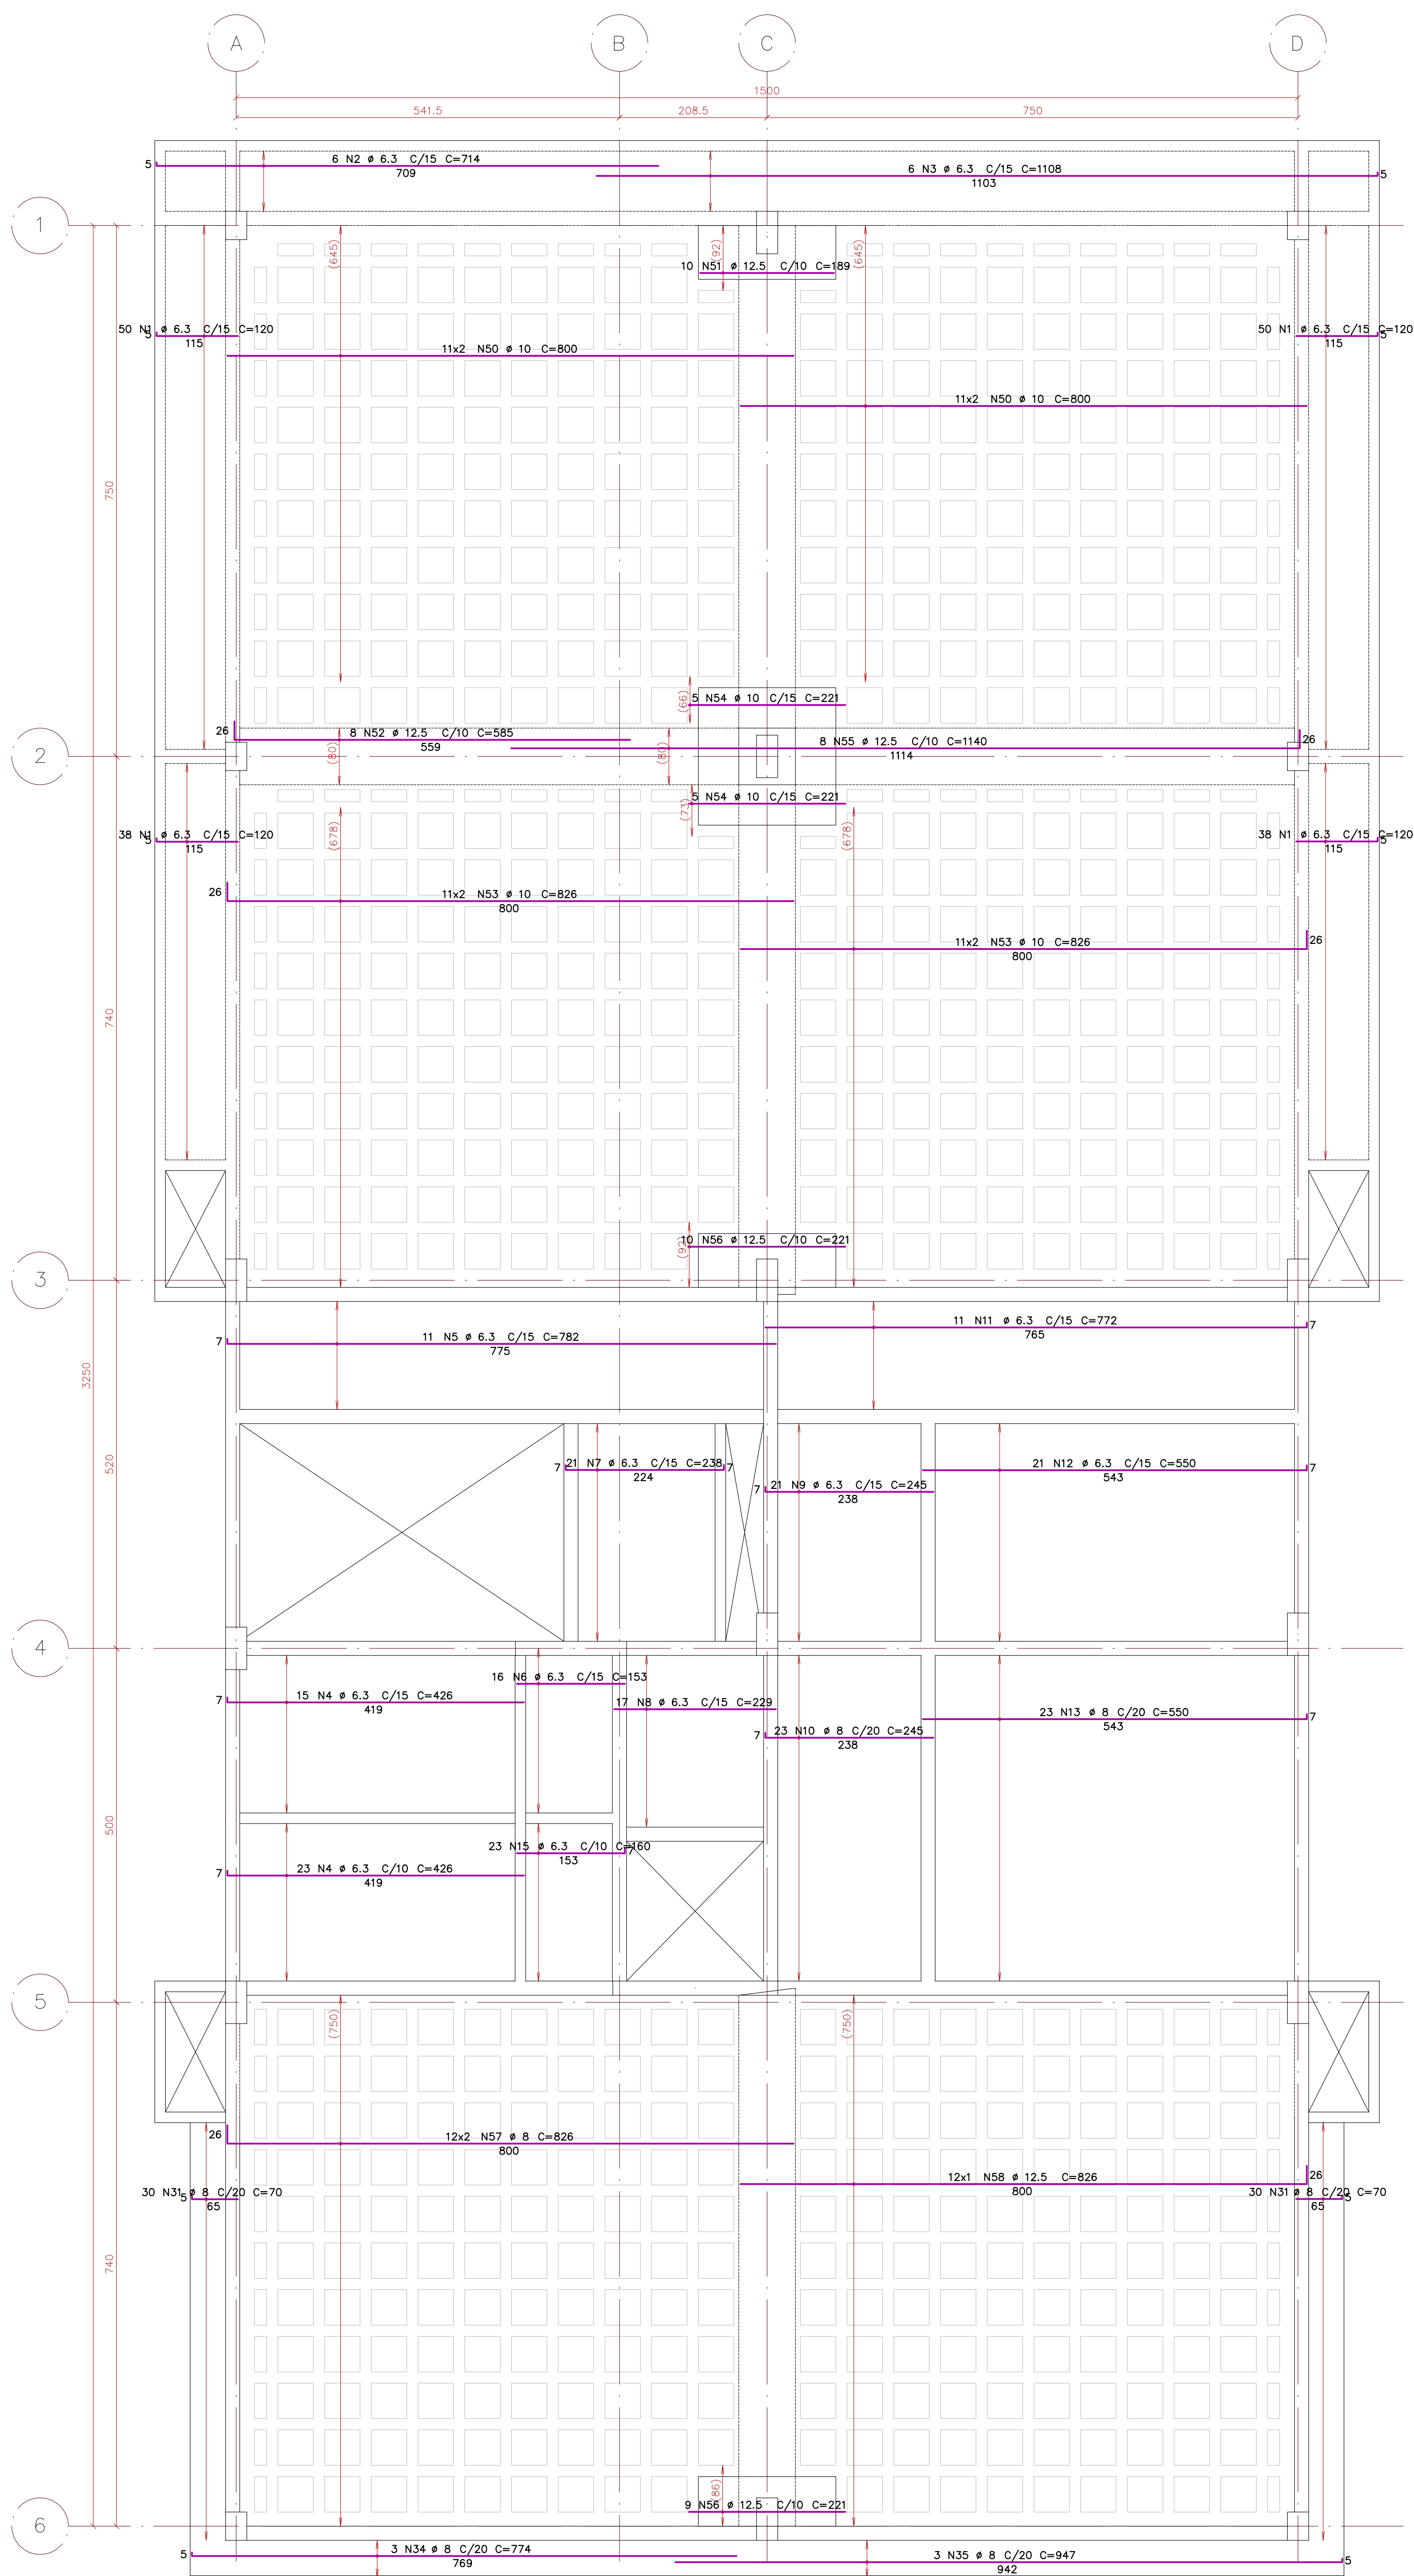 A B C D
1500
541.5 208.5 750
5 6 N2 ø 6.3 C/15 C=714
709
6 N3 ø 6.3 C/15 C=1108 5
1103
1
(645) (92) (645)
10 N51 ø 12.5 C/10 C=189
50 N1 ø 6.3 C/15 C=120
5 115
50 N1 ø 6.3 C/15 C=120
115 5
11x2 N50 ø 10 C=800
11x2 N50 ø 10 C=800
750
(66)
5 N54 ø 10 C/15 C=221
26 8 N52 ø 12.5 C/10 C=585
559
8 N55 ø 12.5 C/10 C=1140 26
1114
2
(80) (80)
5 N54 ø 10 C/15 C=221
(73)
(678) (678)
38 N1 ø 6.3 C/15 C=120
5 115
38 N1 ø 6.3 C/15 C=120
115 5
26 11x2 N53 ø 10 C=826
800
11x2 N53 ø 10 C=826 26
800
740
10 N56 ø 12.5 C/10 C=221
(92)
3
11 N11 ø 6.3 C/15 C=772 7
765
7 11 N5 ø 6.3 C/15 C=782
775
3250
520
7 21 N7 ø 6.3 C/15 C=238 7
224
21 N12 ø 6.3 C/15 C=550 7
543
7 21 N9 ø 6.3 C/15 C=245
238
4
16 N6 ø 6.3 C/15 C=153
7 15 N4 ø 6.3 C/15 C=426
419
17 N8 ø 6.3 C/15 C=229
23 N13 ø 8 C/20 C=550 7
543
7 23 N10 ø 8 C/20 C=245
238
500
23 N15 ø 6.3 C/10 C=160
153 7
7 23 N4 ø 6.3 C/10 C=426
419
5
(750) (750)
26 12x2 N57 ø 8 C=826
800
12x1 N58 ø 12.5 C=826 26
800
30 N31 ø 8 C/20 C=70
5 65
30 N31 ø 8 C/20 C=70
65 5
740
(86)
9 N56 ø 12.5 C/10 C=221
6
5 3 N34 ø 8 C/20 C=774
769
3 N35 ø 8 C/20 C=947 5
942